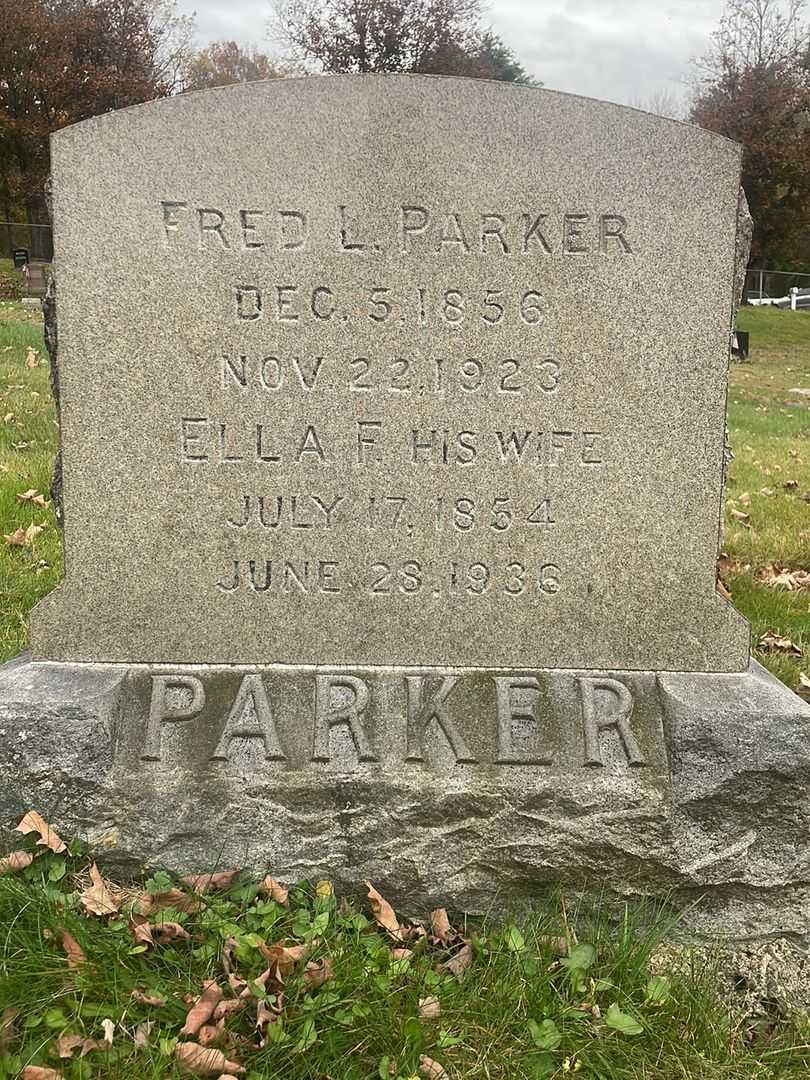 FRED L. PARKER
DEC. 5, 1856
NOV. 22, 1923
ELLA F. HIS WIFE
JULY 17, 1854
JUNE 28, 1936
PARKER